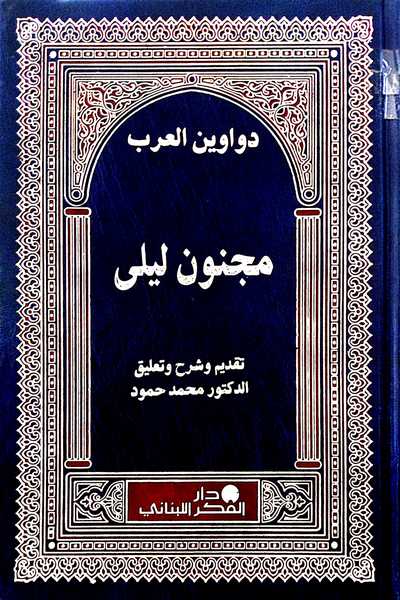 دواوين العرب
مجنون ليلى
تقديم وشرح وتعليق
الدكتور محمد حمود
دار
الفكر اللبناني